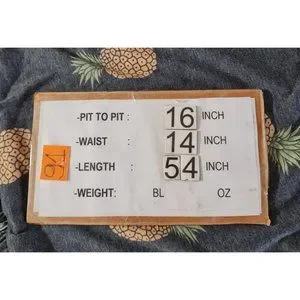 -PIT TO PIT : 16 INCH
-WAIST : 14 INCH
-LENGTH : 54 INCH
-WEIGHT: BL OZ